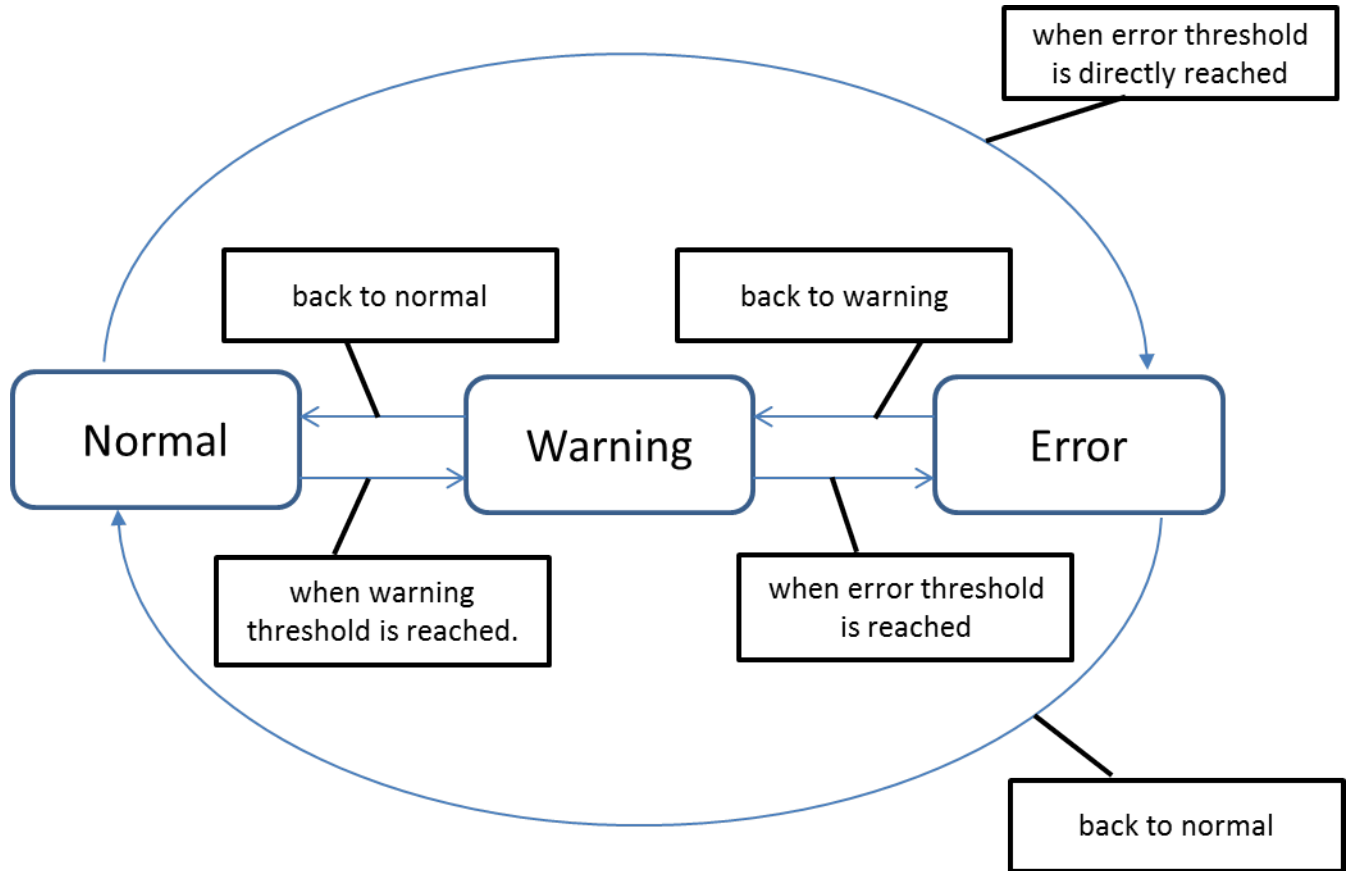 when error threshold
is directly reached
back to normal
back to warning
Normal
Warning
Error
when warning
threshold is reached.
when error threshold
is reached
back to normal